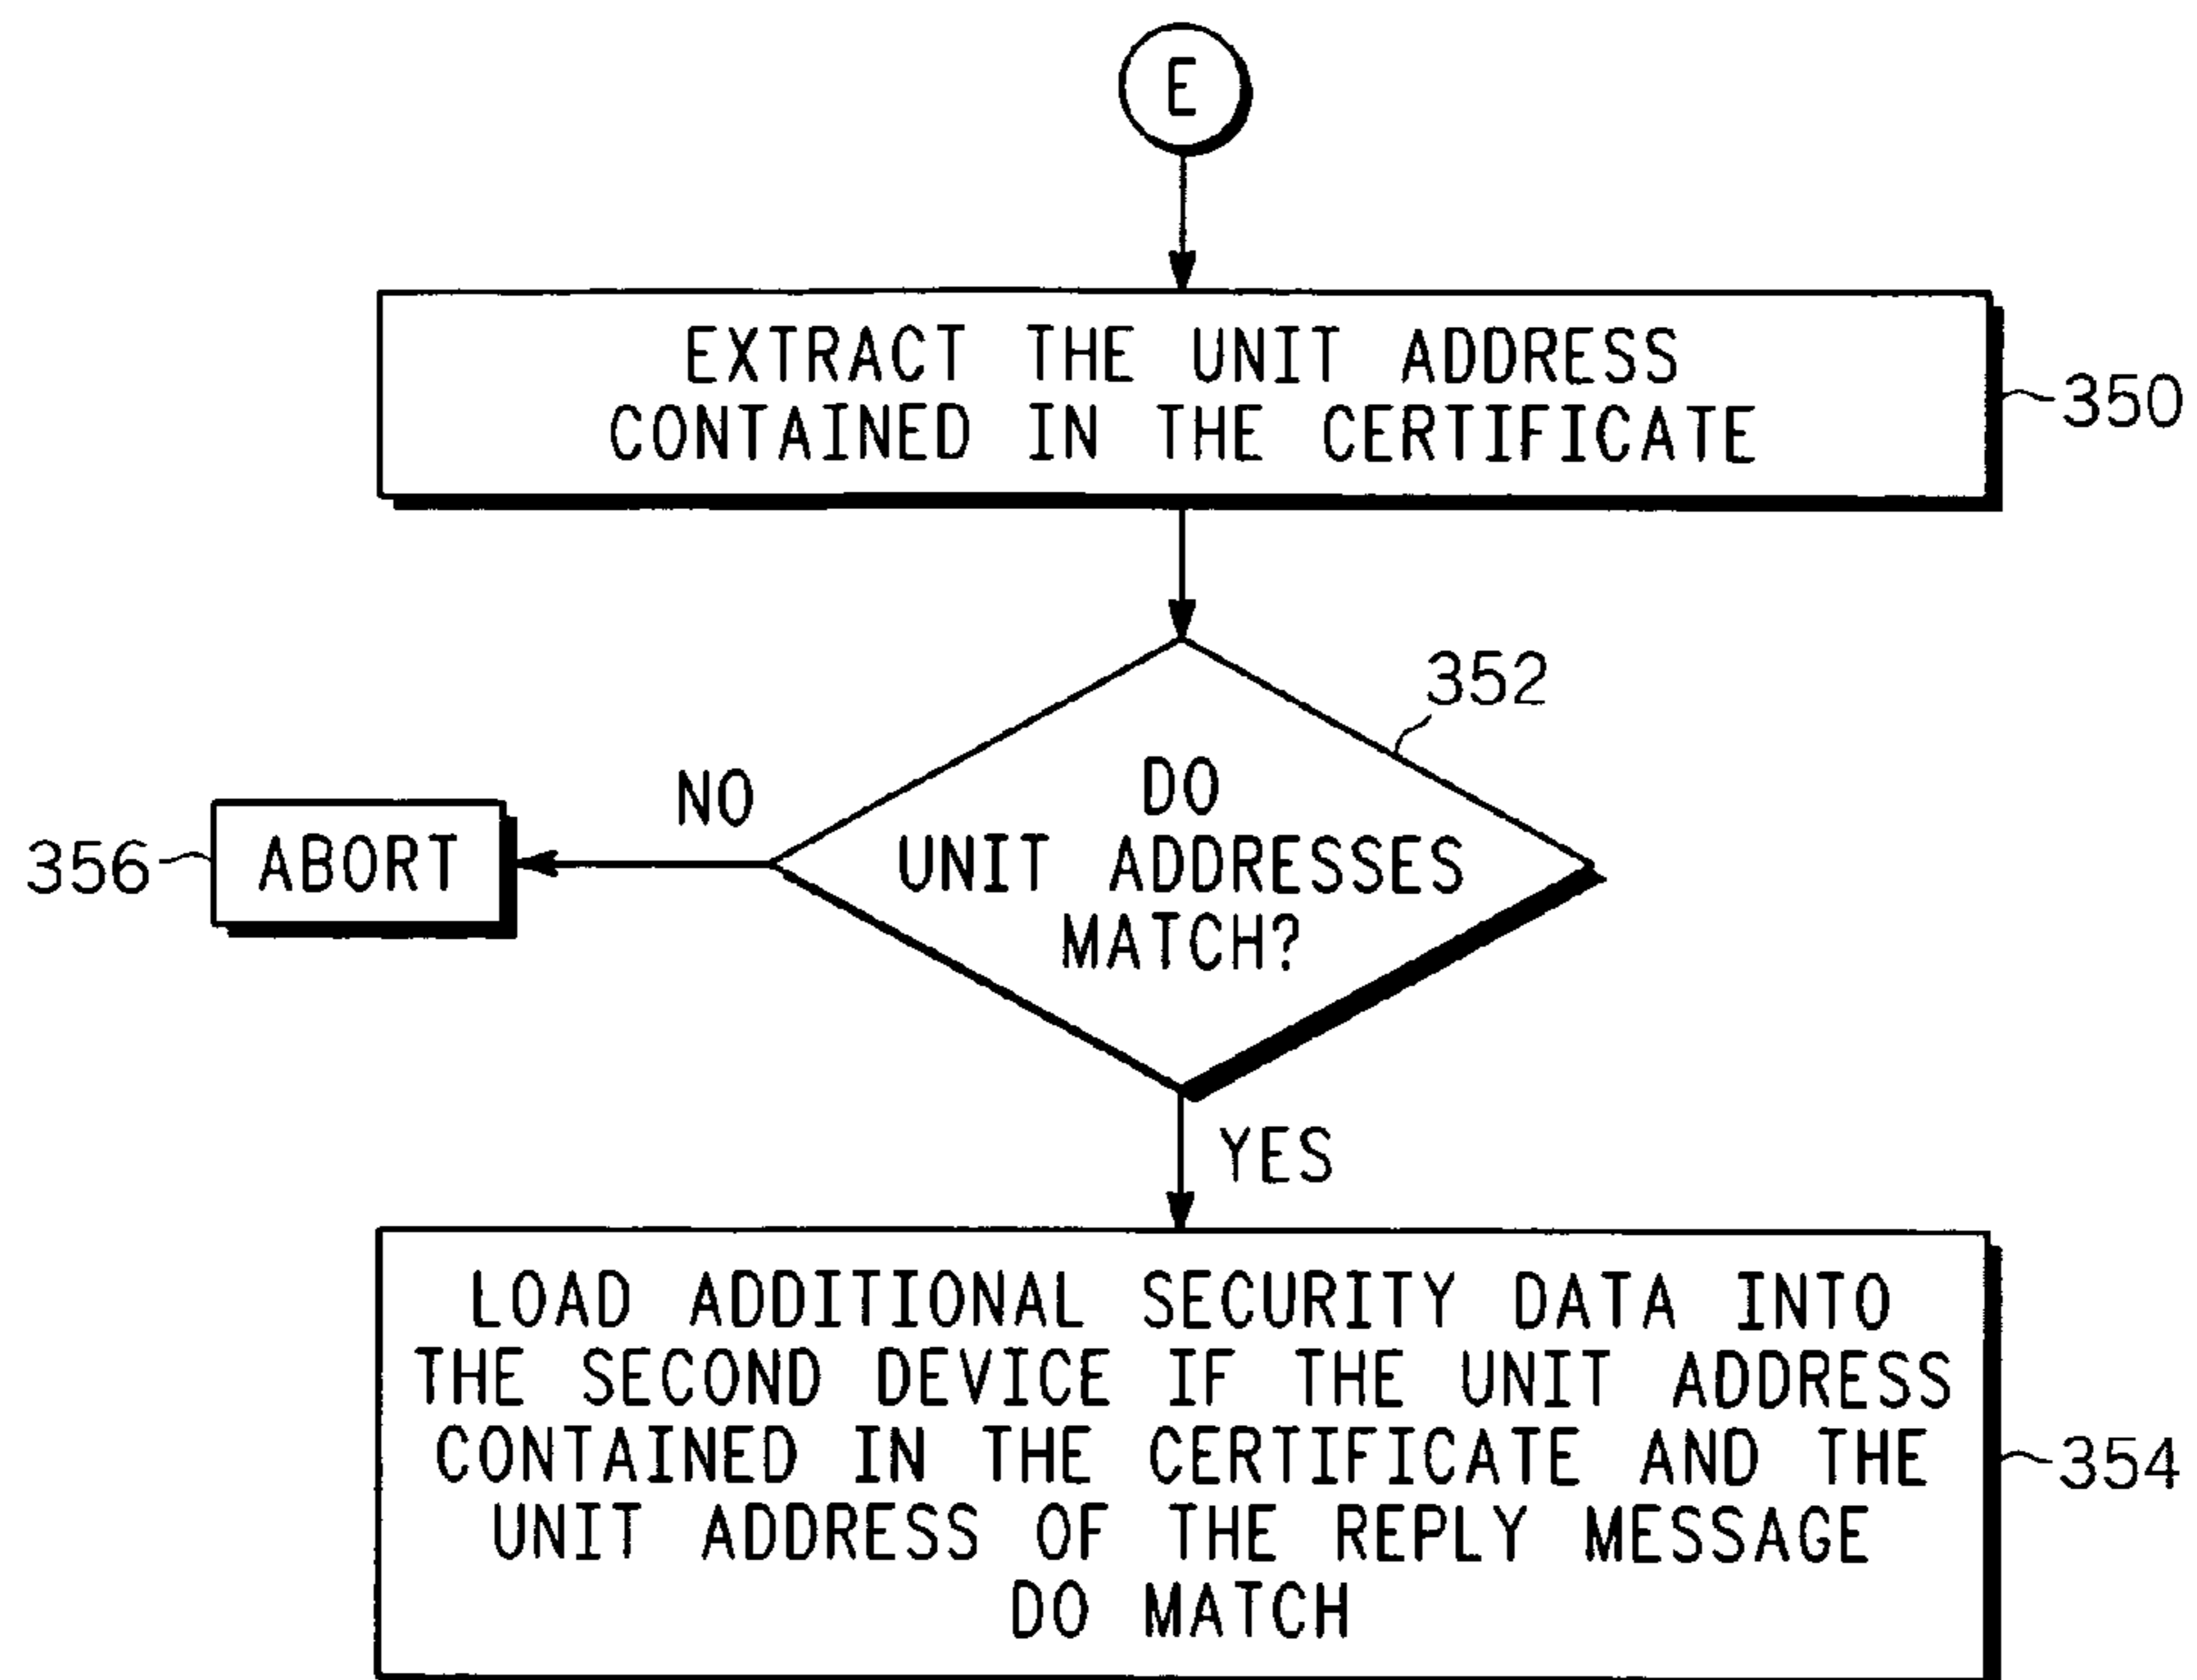 E
EXTRACT THE UNIT ADDRESS
CONTAINED IN THE CERTIFICATE
350
352
DO
UNIT ADDRESSES
MATCH?
NO
356
ABORT
YES
LOAD ADDITIONAL SECURITY DATA INTO
THE SECOND DEVICE IF THE UNIT ADDRESS
CONTAINED IN THE CERTIFICATE AND THE
UNIT ADDRESS OF THE REPLY MESSAGE
DO MATCH
354